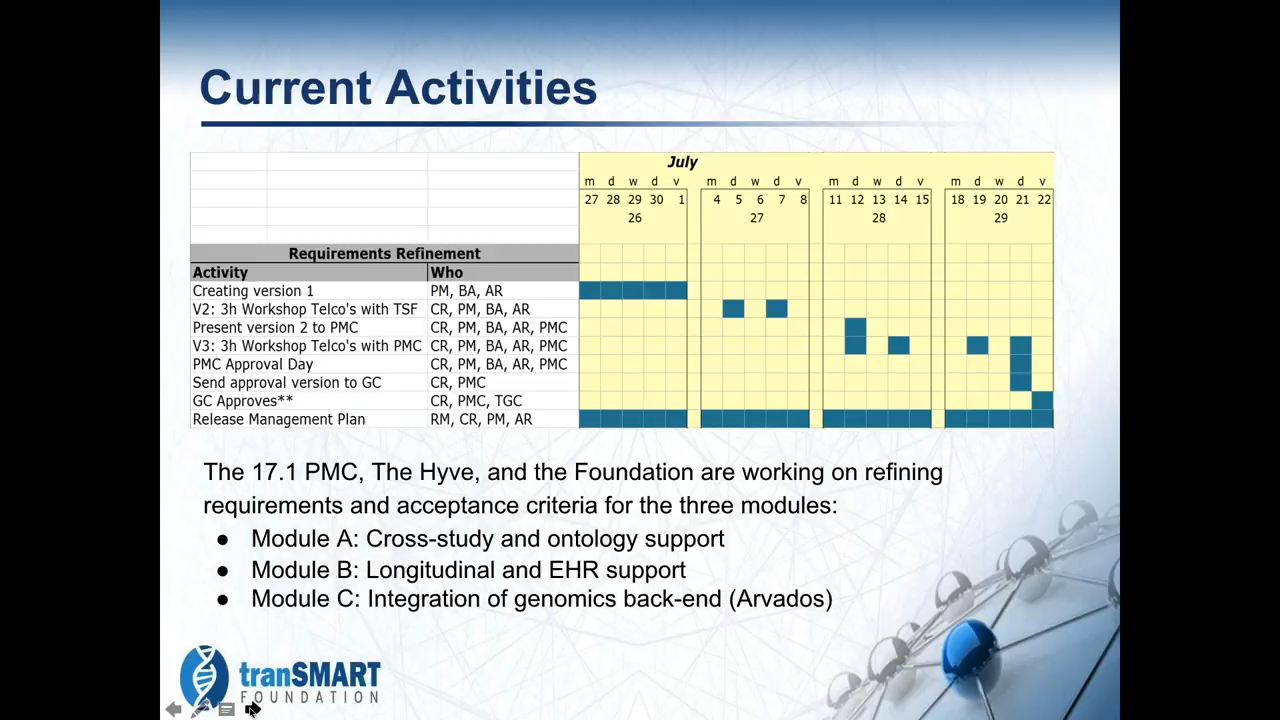 Current Activities
July
m d w d v m d w d v m d w d v m d w d v
27 28 29 30 1 4 5 6 7 8 11 12 13 14 15 18 19 20 21 22
26 27 28 29
Requirements Refinement
Activity Who
Creating version 1 PM, BA, AR
V2: 3h Workshop Telco's with TSF CR, PM, BA, AR
Present version 2 to PMC CR, PM, BA, AR, PMC
V3: 3h Workshop Telco's with PMC CR, PM, BA, AR, PMC
PMC Approval Day CR, PM, BA, AR, PMC
Send approval version to GC CR, PMC
GC Approves** CR, PMC, TGC
Release Management Plan RM, CR, PM, AR
The 17.1 PMC, The Hyve, and the Foundation are working on refining
requirements and acceptance criteria for the three modules:
● Module A: Cross-study and ontology support
● Module B: Longitudinal and EHR support
● Module C: Integration of genomics back-end (Arvados)
tranSMART
FOUNDATION